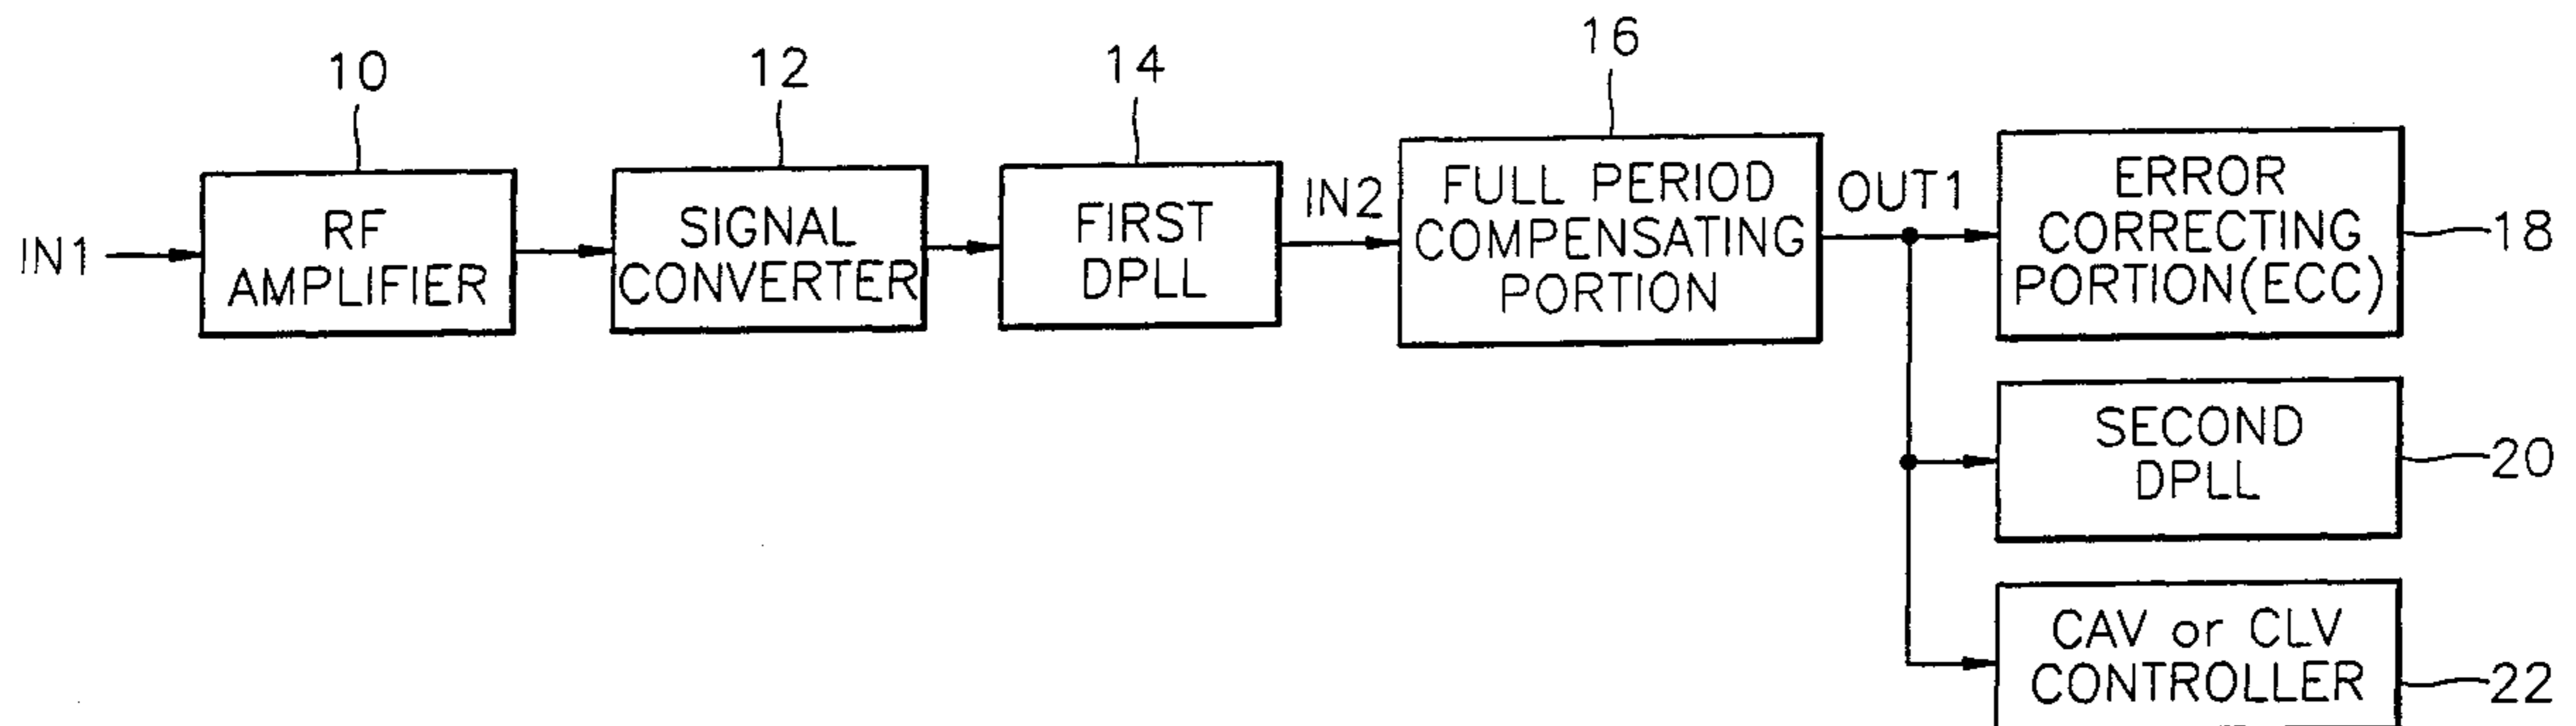 10
12
14
16
IN1
RF
AMPLIFIER
SIGNAL
CONVERTER
FIRST
DPLL
IN2
FULL PERIOD
COMPENSATING
PORTION
OUT1
ERROR
CORRECTING
PORTION(ECC)
18
SECOND
DPLL
20
CAV or CLV
CONTROLLER
22